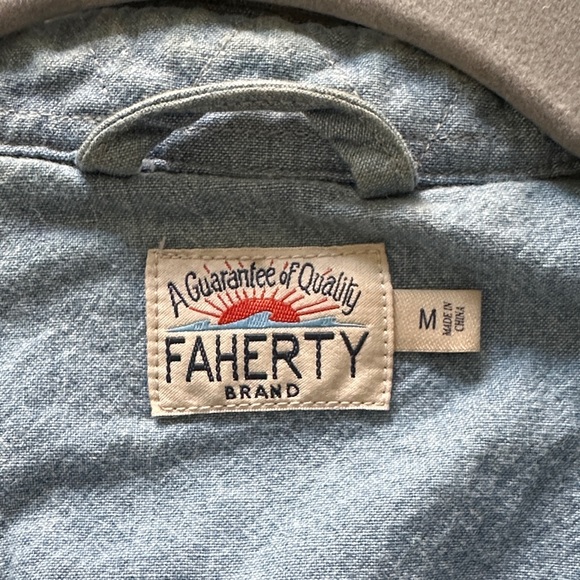 A Guarantee of Quality
FAHERTY
BRAND
M
MADE IN
CHINA